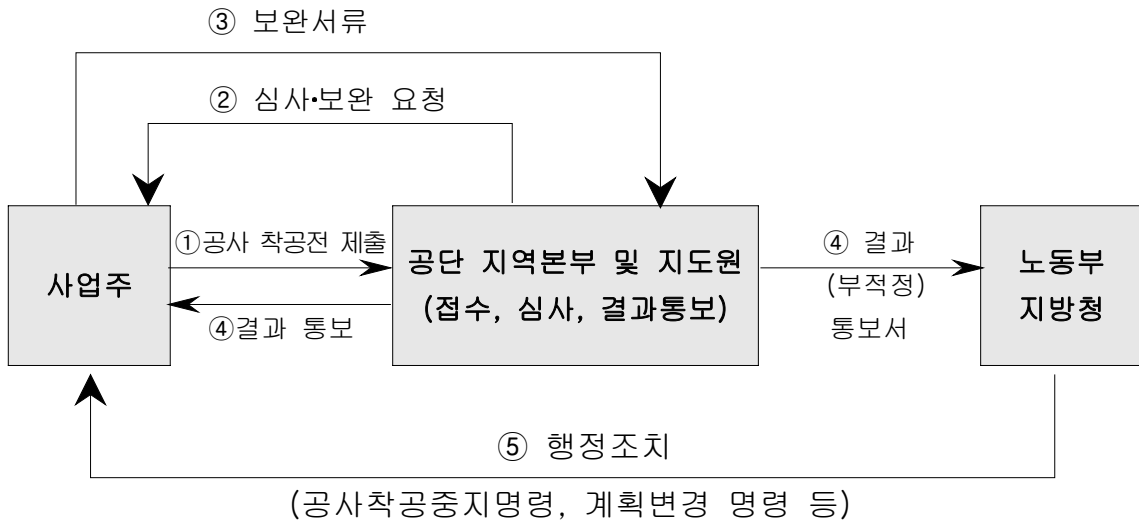 ③ 보완서류
② 심사•보완 요청
사업주
①공사 착공전 제출
④결과 통보
공단 지역본부 및 지도원
(접수, 심사, 결과통보)
④ 결과
(부적정)
통보서
노동부
지방청
⑤ 행정조치
(공사착공중지명령, 계획변경 명령 등)